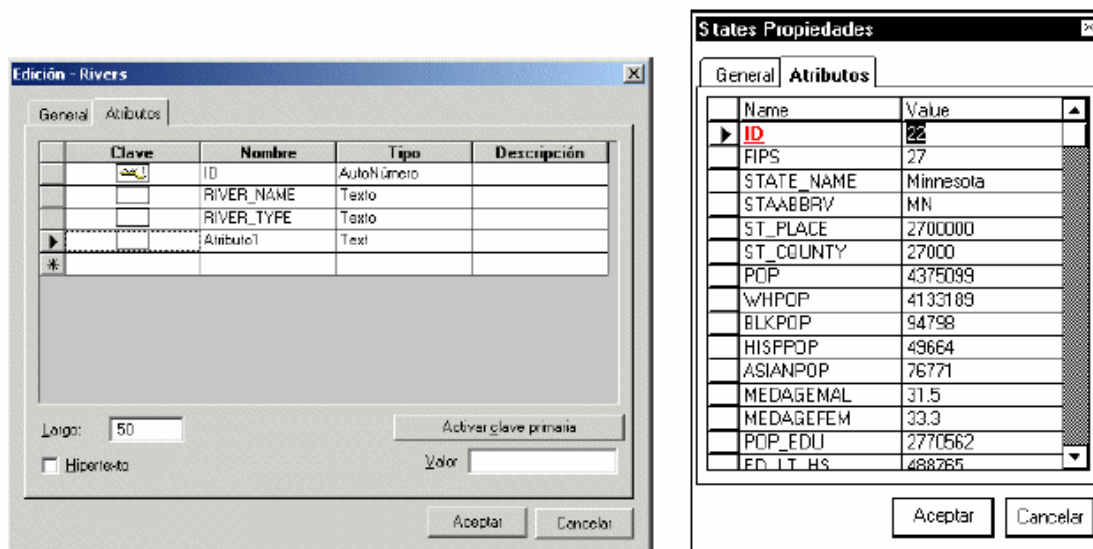 Edición - Rivers
General Atributos
Clave Nombre Tipo Descripción
ID AutoNúmero
RIVER_NAME Texto
RIVER_TYPE Texto
Atributo1 Text
Largo: 50
Activar clave primaria
Hipertexto
Valor
Aceptar Cancelar
States Propiedades
General Atributos
Name Value
ID 22
FIPS 27
STATE_NAME Minnesota
STAABBRV MN
ST_PLACE 2700000
ST_COUNTY 27000
POP 4375099
WHPOP 4133189
BLKPOP 94798
HISPPOP 49664
ASIANPOP 76771
MEDAGEMAL 31.5
MEDAGEFEM 33.3
POP_EDU 2770562
ED_LT_HS 488765
Aceptar Cancelar